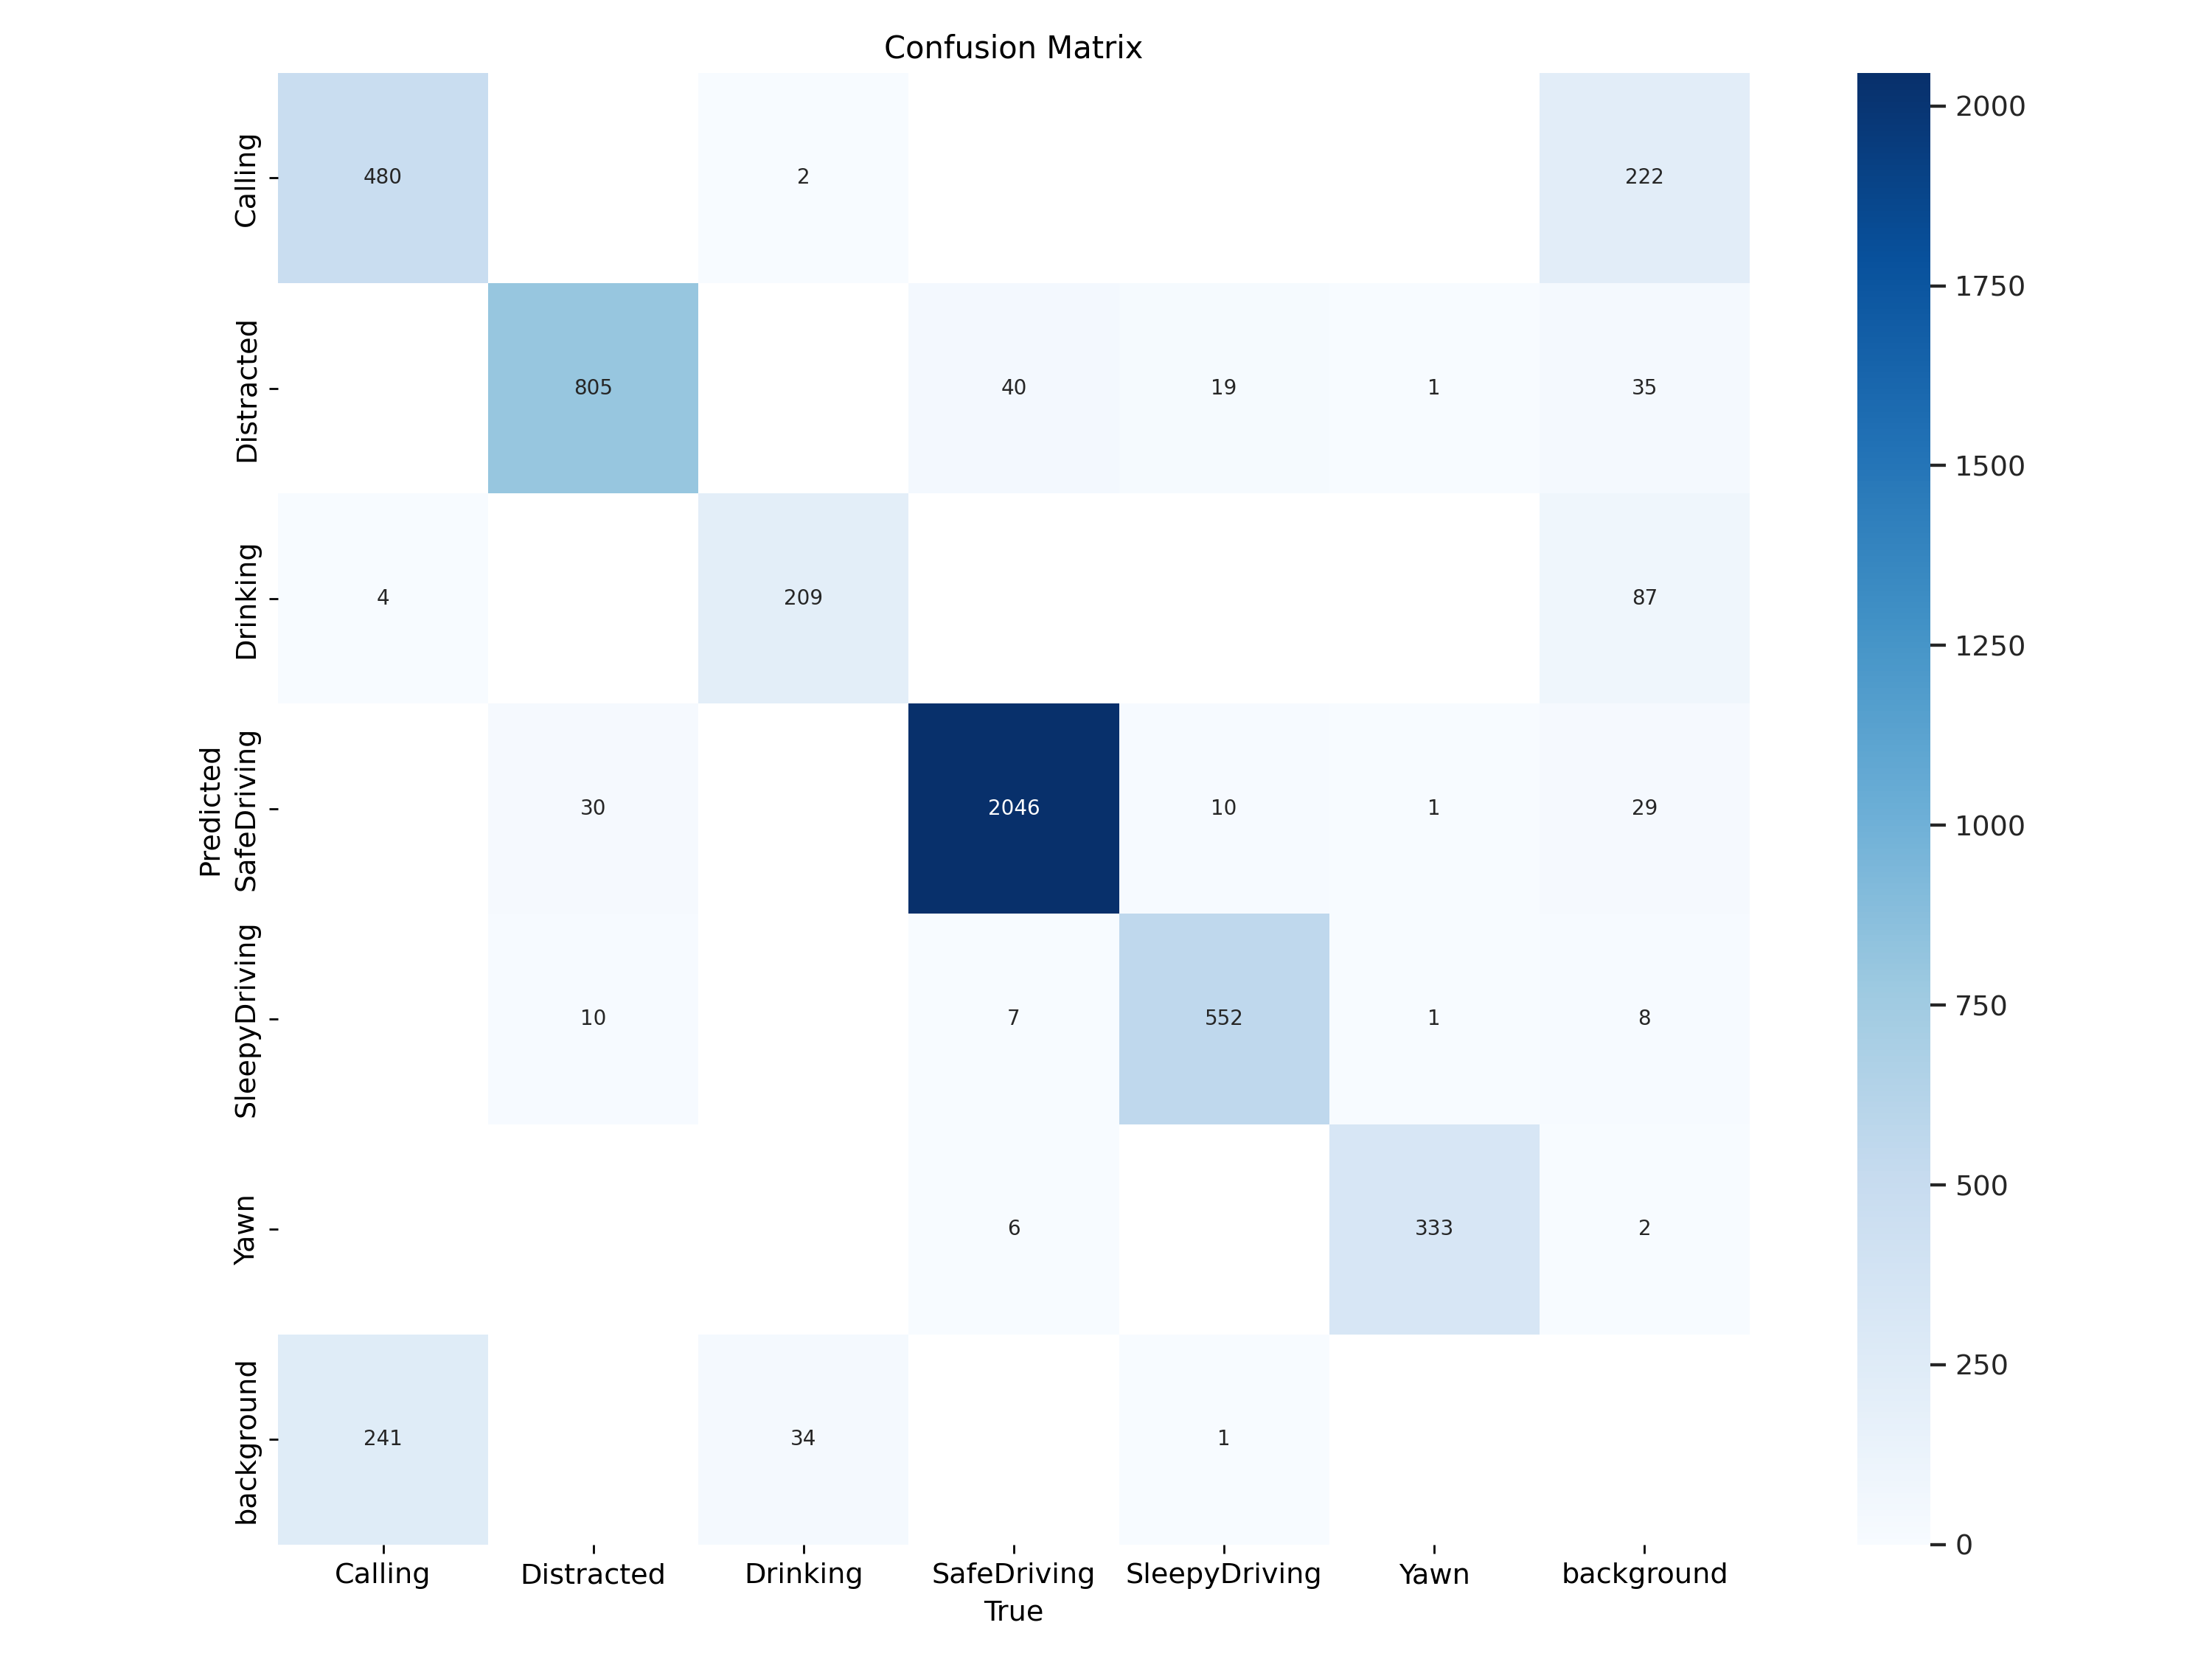 Confusion Matrix
Calling
480
2
222
2000
Distracted
805
40
19
1
35
1750
Drinking
4
209
87
1500
1250
Predicted
SafeDriving
30
2046
10
1
29
1000
SleepyDriving
10
7
552
1
8
750
Yawn
6
333
2
500
background
241
34
1
250
0
Calling
Distracted
Drinking
SafeDriving
SleepyDriving
Yawn
background
True